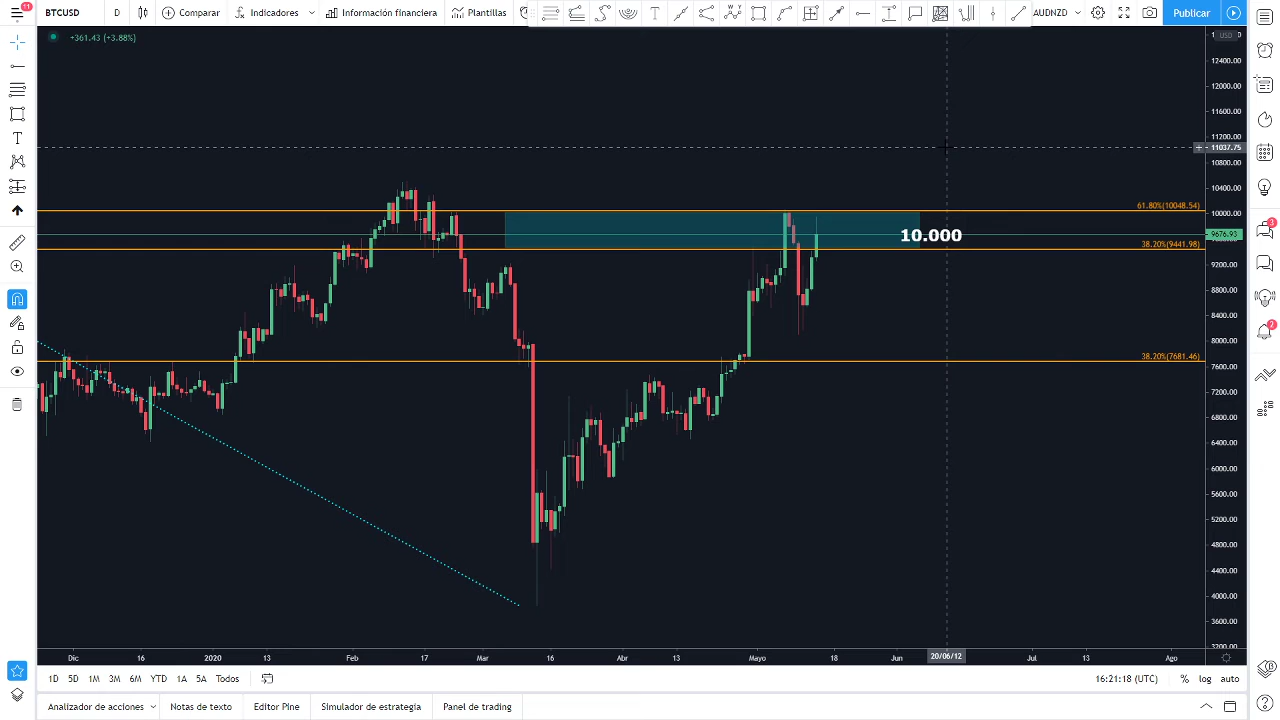 11
BTCUSD
D
Comparar
Indicadores
Información financiera
Plantillas
T
AUDNZD
Publicar
+361.43 (+3.88%)
USD
12400.00
12000.00
11600.00
11200.00
11037.75
10800.00
10400.00
61.80%(10048.54)
10000.00
10.000
9676.93
38.20%(9441.98)
9200.00
8800.00
8400.00
8000.00
38.20%(7681.46)
7600.00
7200.00
6800.00
6400.00
6000.00
5600.00
5200.00
4800.00
4400.00
4000.00
3600.00
3200.00
3
2
T
Dic
16
2020
13
Feb
17
Mar
16
Abr
13
Mayo
18
Jun
20/06/12
Jul
13
Ago
1D
5D
1M
3M
6M
YTD
1A
5A
Todos
16:21:18 (UTC)
%
log
auto
Analizador de acciones
Notas de texto
Editor Pine
Simulador de estrategia
Panel de trading